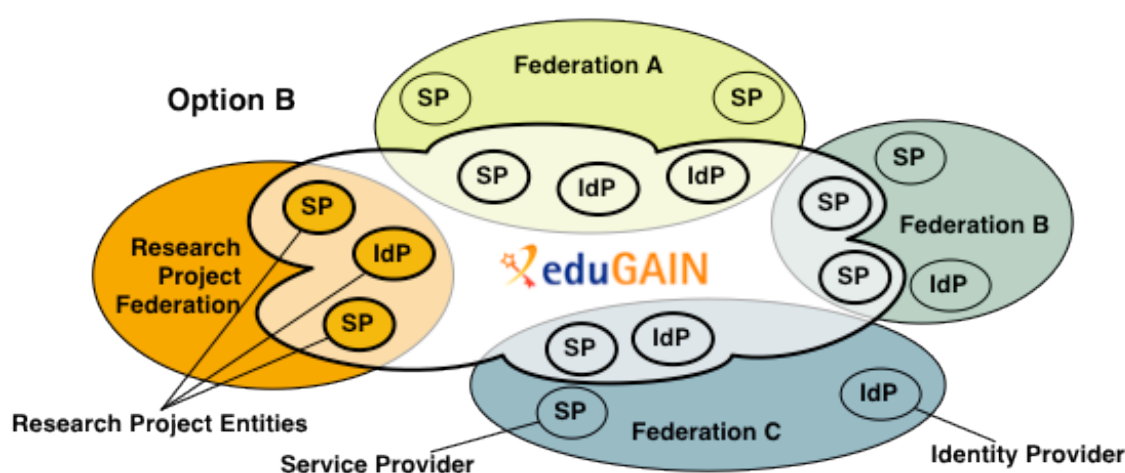 Federation A
SP
SP
Option B
SP
IdP
IdP
SP
SP
Federation B
SP
IdP
SP
Research
Project
Federation
IdP
SP
eduGAIN
SP
IdP
SP
IdP
Federation C
Research Project Entities
Service Provider
Identity Provider